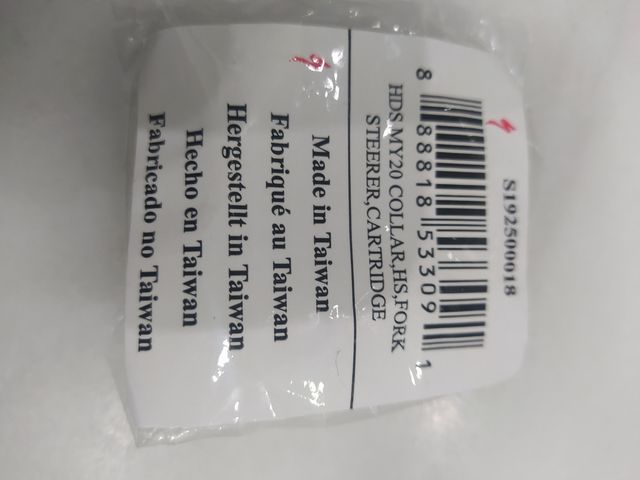 S192500018
8 88818 53309 1
HDS MY20 COLLAR,HS,FORK
STEERER,CARTRIDGE
Made in Taiwan
Fabriqué au Taiwan
Hergestellt in Taiwan
Hecho en Taiwan
Fabricado no Taiwan